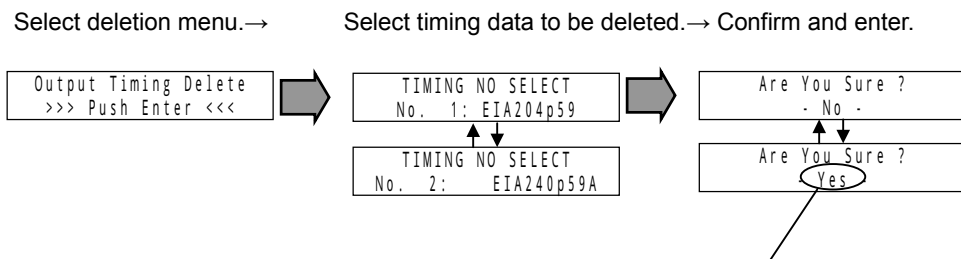 Select deletion menu.→ Select timing data to be deleted.→ Confirm and enter.
Output Timing Delete
>>> Push Enter <<<
TIMING NO SELECT
No. 1: EIA204p59
TIMING NO SELECT
No. 2: EIA240p59A
Are You Sure ?
- No -
Are You Sure ?
- Yes -